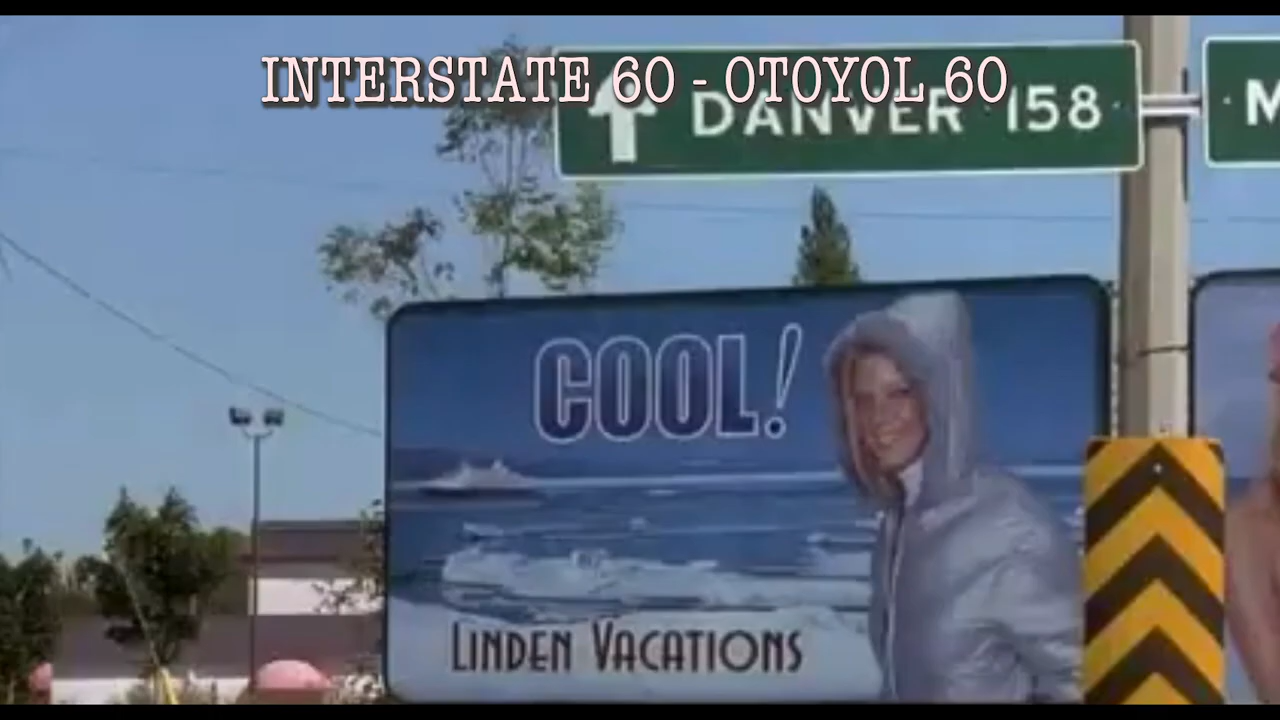 INTERSTATE 60 - OTOYOL 60
DANVER 158
M
COOL!
LINDEN VACATIONS